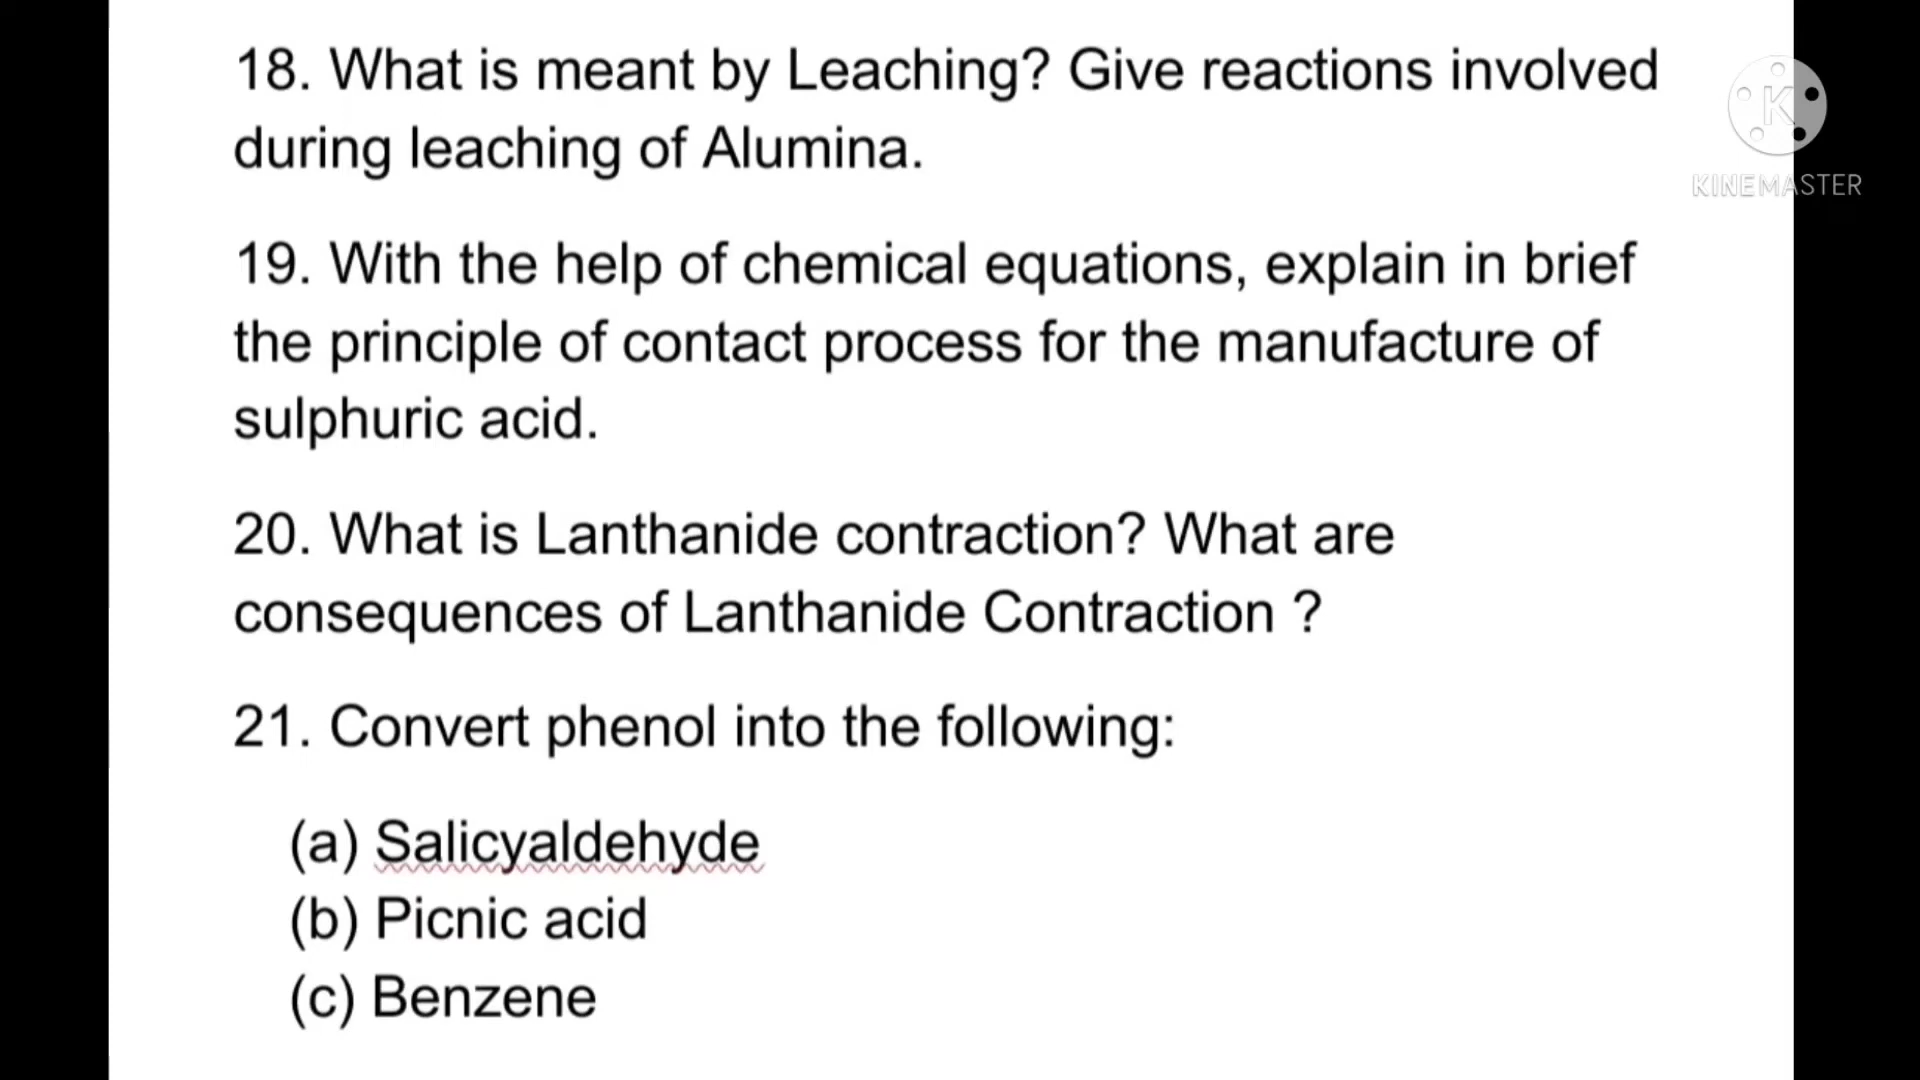 18. What is meant by Leaching? Give reactions involved
during leaching of Alumina.
KINEMASTER
19. With the help of chemical equations, explain in brief
the principle of contact process for the manufacture of
sulphuric acid.
20. What is Lanthanide contraction? What are
consequences of Lanthanide Contraction ?
21. Convert phenol into the following:
(a) Salicyaldehyde
(b) Picnic acid
(c) Benzene